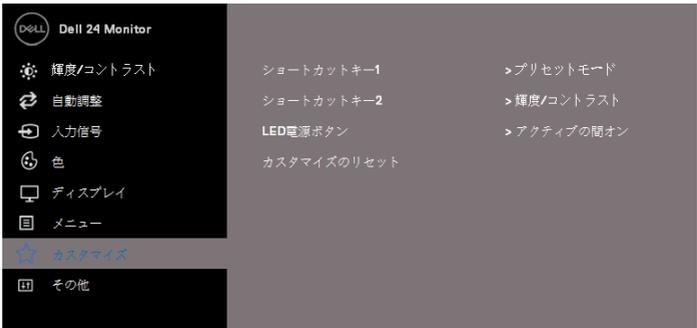 DELL Dell 24 Monitor
輝度/コントラスト ショートカットキー1 >プリセットモード
自動調整 ショートカットキー2 >輝度/コントラスト
入力信号 LED電源ボタン >アクティブの間オン
色 カスタマイズのリセット
ディスプレイ
メニュー
カスタマイズ
その他